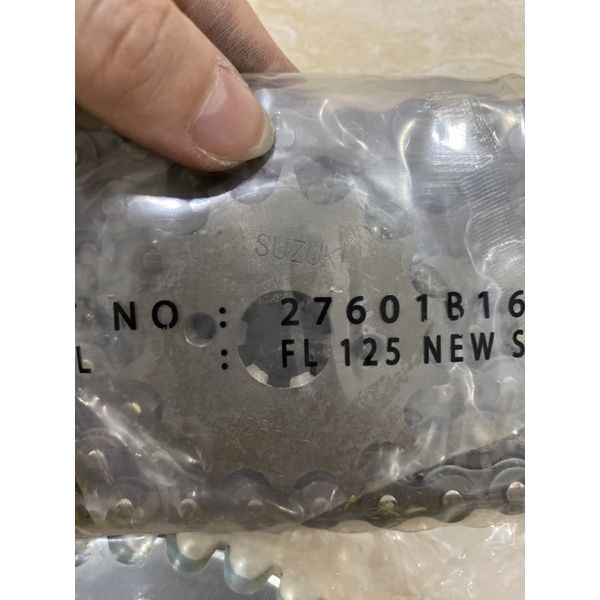 SUZUKI
NO : 27601B16
L : FL 125 NEW S